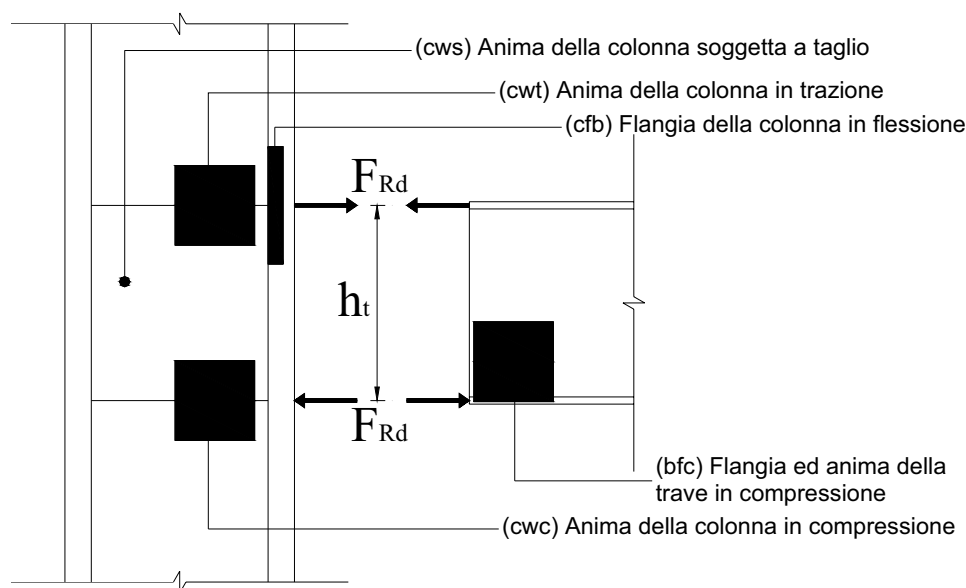 (cws) Anima della colonna soggetta a taglio
(cwt) Anima della colonna in trazione
(cfb) Flangia della colonna in flessione
FRd
ht
FRd
(bfc) Flangia ed anima della
trave in compressione
(cwc) Anima della colonna in compressione